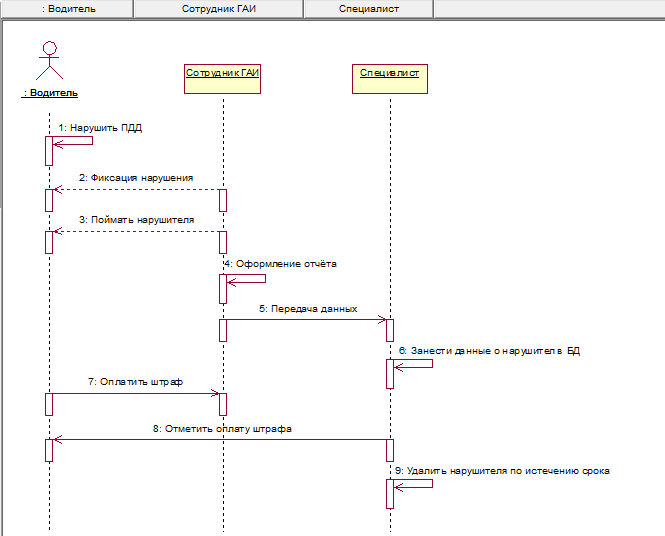 : Водитель
Сотрудник ГАИ
Специалист
: Водитель
Сотрудник ГАИ
Специалист
1: Нарушить ПДД
2: Фиксация нарушения
3: Поймать нарушителя
4: Оформление отчёта
5: Передача данных
6: Занести данные о нарушител в БД
7: Оплатить штраф
8: Отметить оплату штрафа
9: Удалить нарушителя по истечению срока